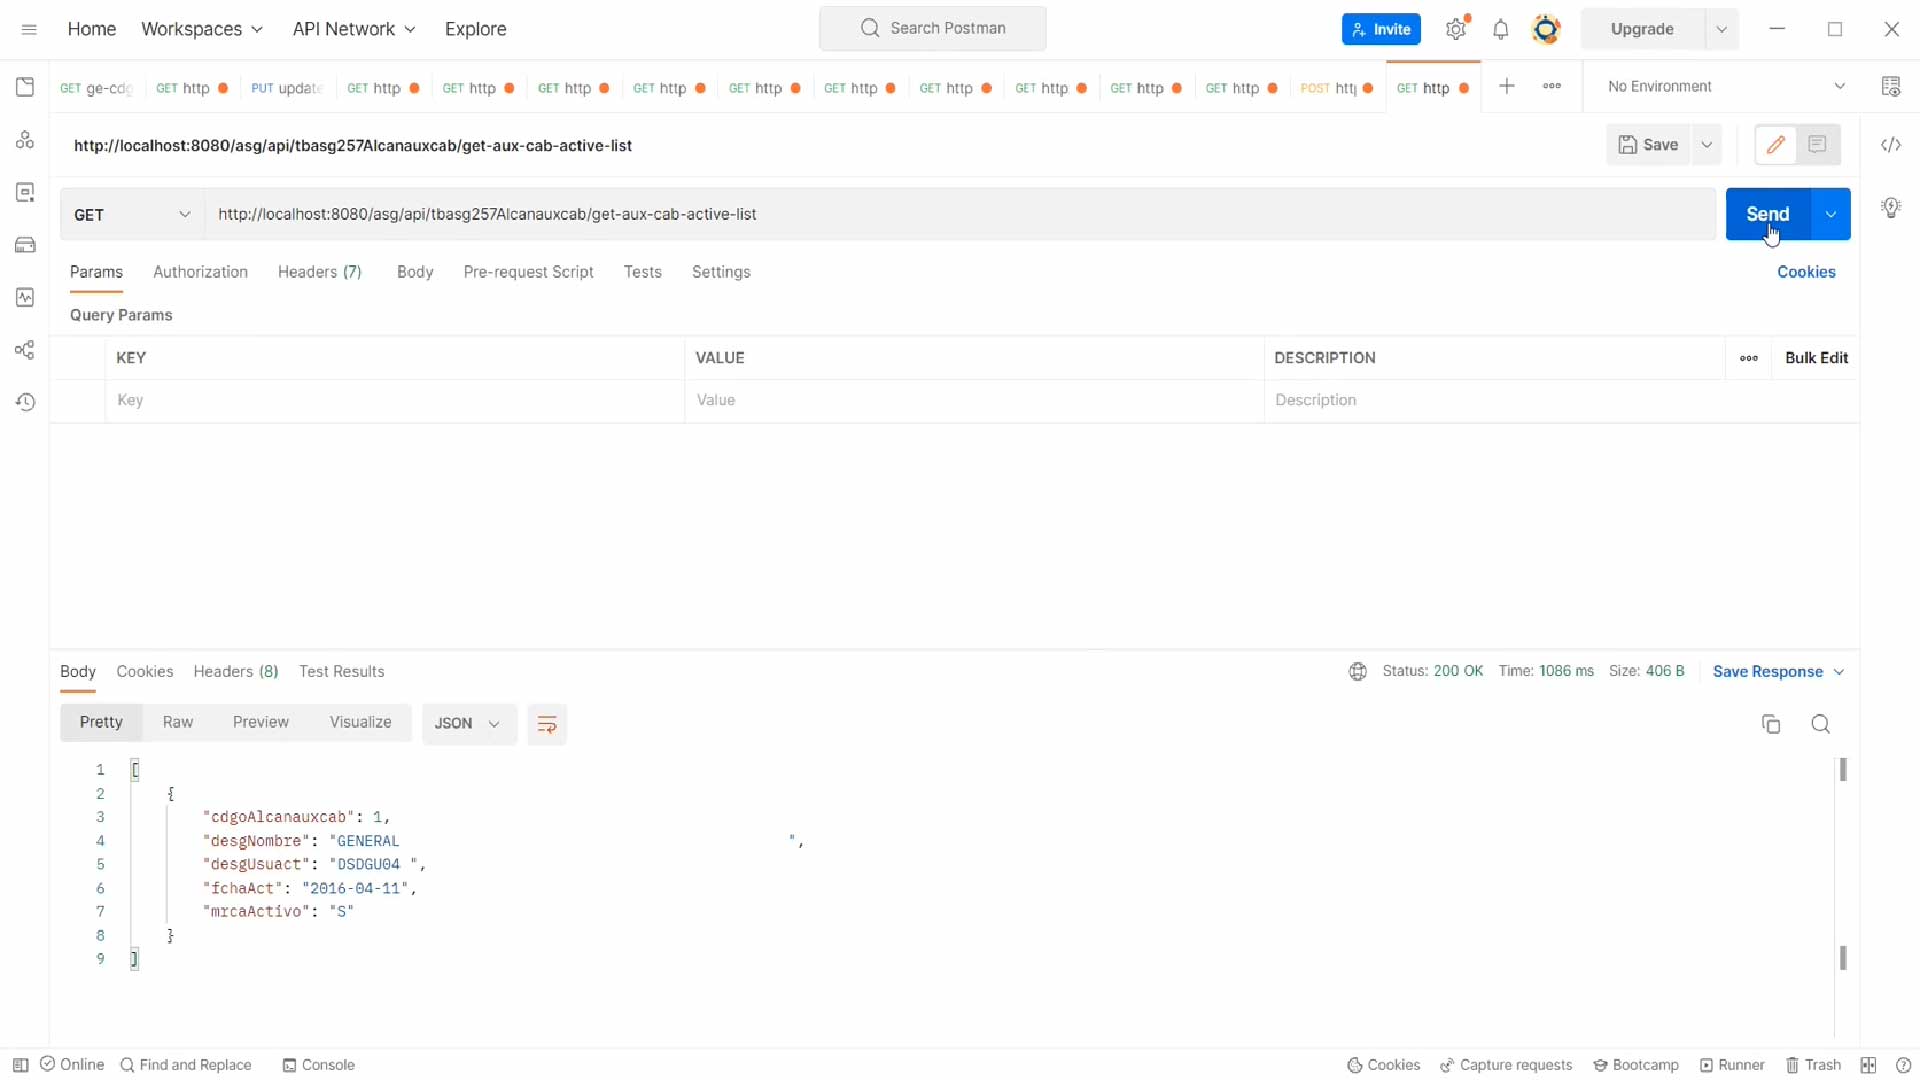 Home Workspaces API Network Explore Search Postman Invite Upgrade
GET ge-cdg GET http PUT update GET http GET http GET http GET http GET http GET http GET http GET http GET http GET http POST htt GET http No Environment
http://localhost:8080/asg/api/tbasg257Alcanauxcab/get-aux-cab-active-list Save
GET http://localhost:8080/asg/api/tbasg257Alcanauxcab/get-aux-cab-active-list Send
Params Authorization Headers (7) Body Pre-request Script Tests Settings Cookies
Query Params
KEY VALUE DESCRIPTION Bulk Edit
Key Value Description
Body Cookies Headers (8) Test Results Status: 200 OK Time: 1086 ms Size: 406 B Save Response
Pretty Raw Preview Visualize JSON
1 [
2 {
3 "cdgoAlcanauxcab": 1,
4 "desgNombre": "GENERAL ",
5 "desgUsuact": "DSDGU04 ",
6 "fchaAct": "2016-04-11",
7 "mrcaActivo": "S"
8 }
9 ]
Online Find and Replace Console Cookies Capture requests Bootcamp Runner Trash